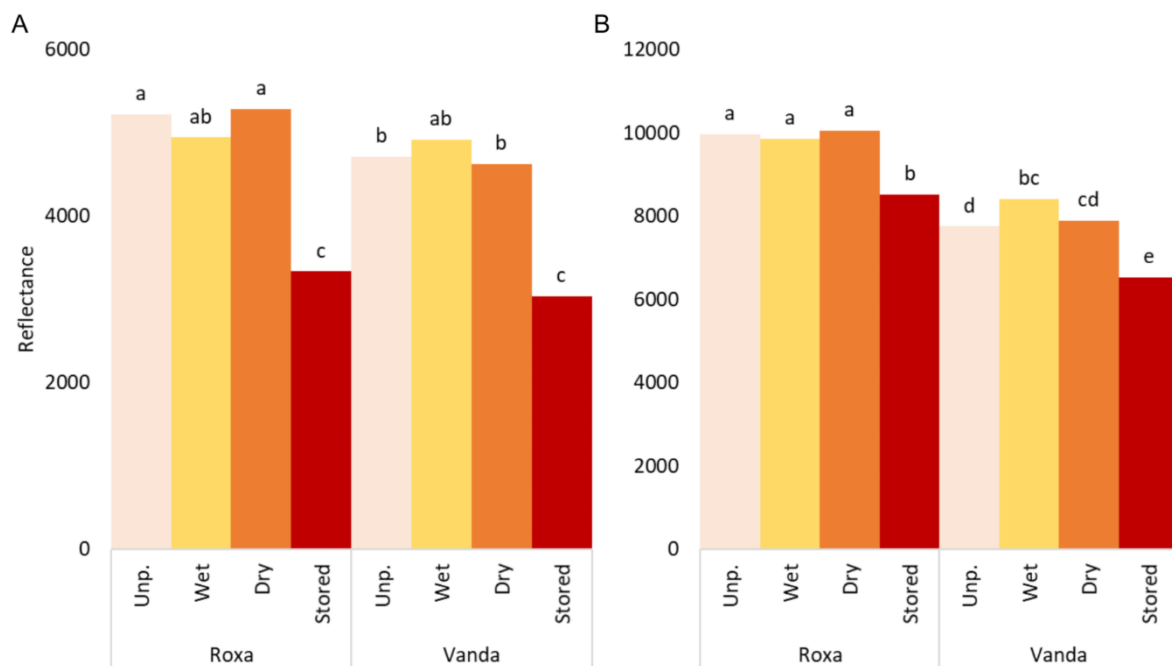 A
6000
4000
2000
0
Reflectance
a
ab
a
c
b
ab
b
c
Unp.
Wet
Dry
Stored
Unp.
Wet
Dry
Stored
Roxa
Vanda
B
12000
10000
8000
6000
4000
2000
0
a
a
a
b
d
bc
cd
e
Unp.
Wet
Dry
Stored
Unp.
Wet
Dry
Stored
Roxa
Vanda